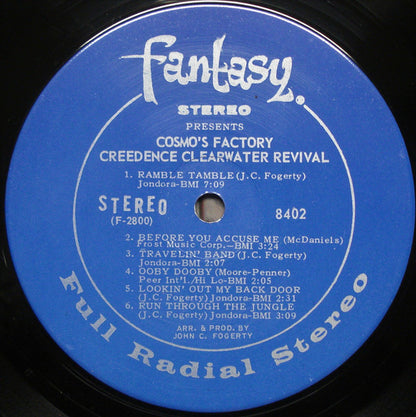 fantasy.
STEREO
PRESENTS
COSMO'S FACTORY
CREEDENCE CLEARWATER REVIVAL
1. RAMBLE TAMBLE (J.C. Fogerty)
Jondora-BMI 7:09
STEREO
(F-2800)
8402
2. BEFORE YOU ACCUSE ME (McDaniels)
Frost Music Corp.—BMI 3:24
3. TRAVELIN' BAND (J.C. Fogerty)
Jondora-BMI 2:07
4. OOBY DOOBY (Moore-Penner)
Peer Int'l./Hi Lo-BMI 2:05
5. LOOKIN' OUT MY BACK DOOR
(J.C. Fogerty) Jondora-BMI 2:31
6. RUN THROUGH THE JUNGLE
(J.C. Fogerty) Jondora-BMI 3:09
ARR. & PROD. BY
JOHN C. FOGERTY
Full Radial Stereo